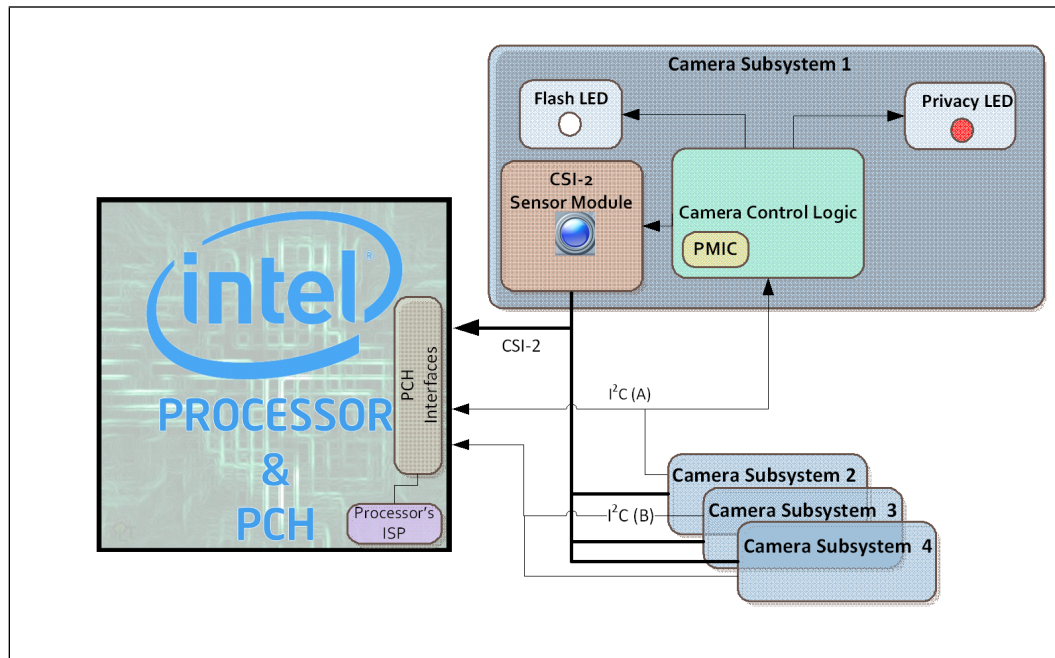 Camera Subsystem 1
Flash LED
Privacy LED
CSI-2
Sensor Module
Camera Control Logic
PMIC
intel®
PROCESSOR
&
PCH
PCH
Interfaces
Processor's
ISP
CSI-2
I²C (A)
I²C (B)
Camera Subsystem 2
Camera Subsystem 3
Camera Subsystem 4